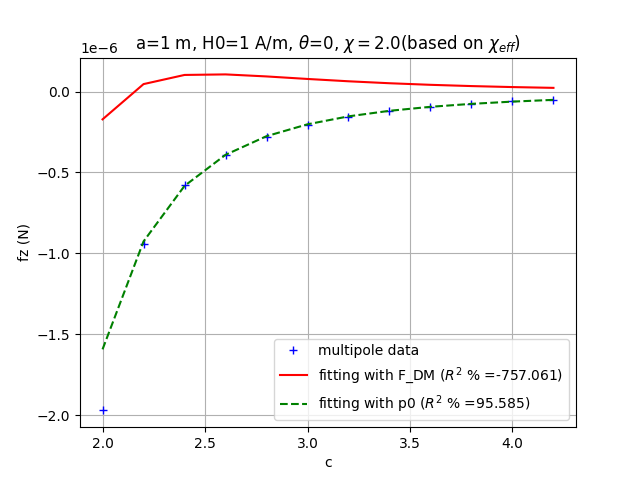 a=1 m, H0=1 A/m, θ=0, χ = 2.0(based on χ_eff)
1e−6
0.0
−0.5
−1.0
−1.5
−2.0
fz (N)
multipole data
fitting with F_DM (R² % =-757.061)
fitting with p0 (R² % =95.585)
2.0 2.5 3.0 3.5 4.0
c